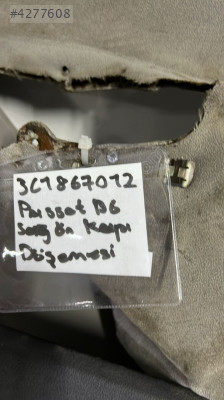 #4277608
3C1867012
Passat B6
Sağ ön Kapı
Döşemesi